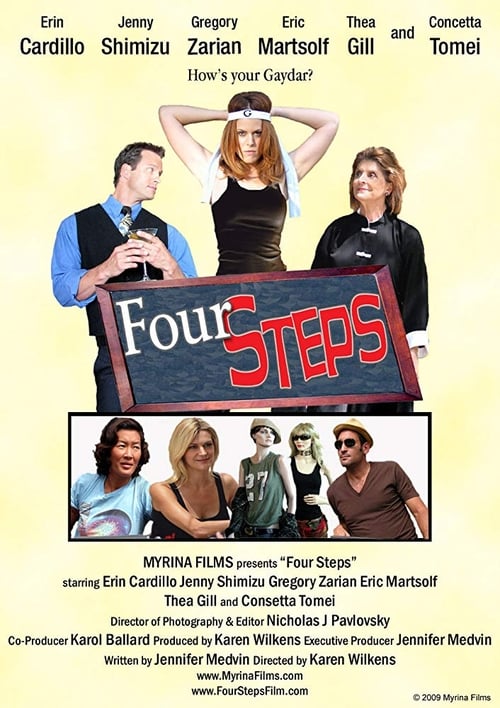 Erin Jenny Gregory Eric Thea and Concetta
Cardillo Shimizu Zarian Martsolf Gill Tomei
How's your Gaydar?
G
Four STEPS
27
MYRINA FILMS presents “Four Steps”
starring Erin Cardillo Jenny Shimizu Gregory Zarian Eric Martsolf
Thea Gill and Consetta Tomei
Director of Photography & Editor Nicholas J Pavlovsky
Co-Producer Karol Ballard Produced by Karen Wilkens Executive Producer Jennifer Medvin
Written by Jennifer Medvin Directed by Karen Wilkens
www.MyrinaFilms.com
www.FourStepsFilm.com
© 2009 Myrina Films